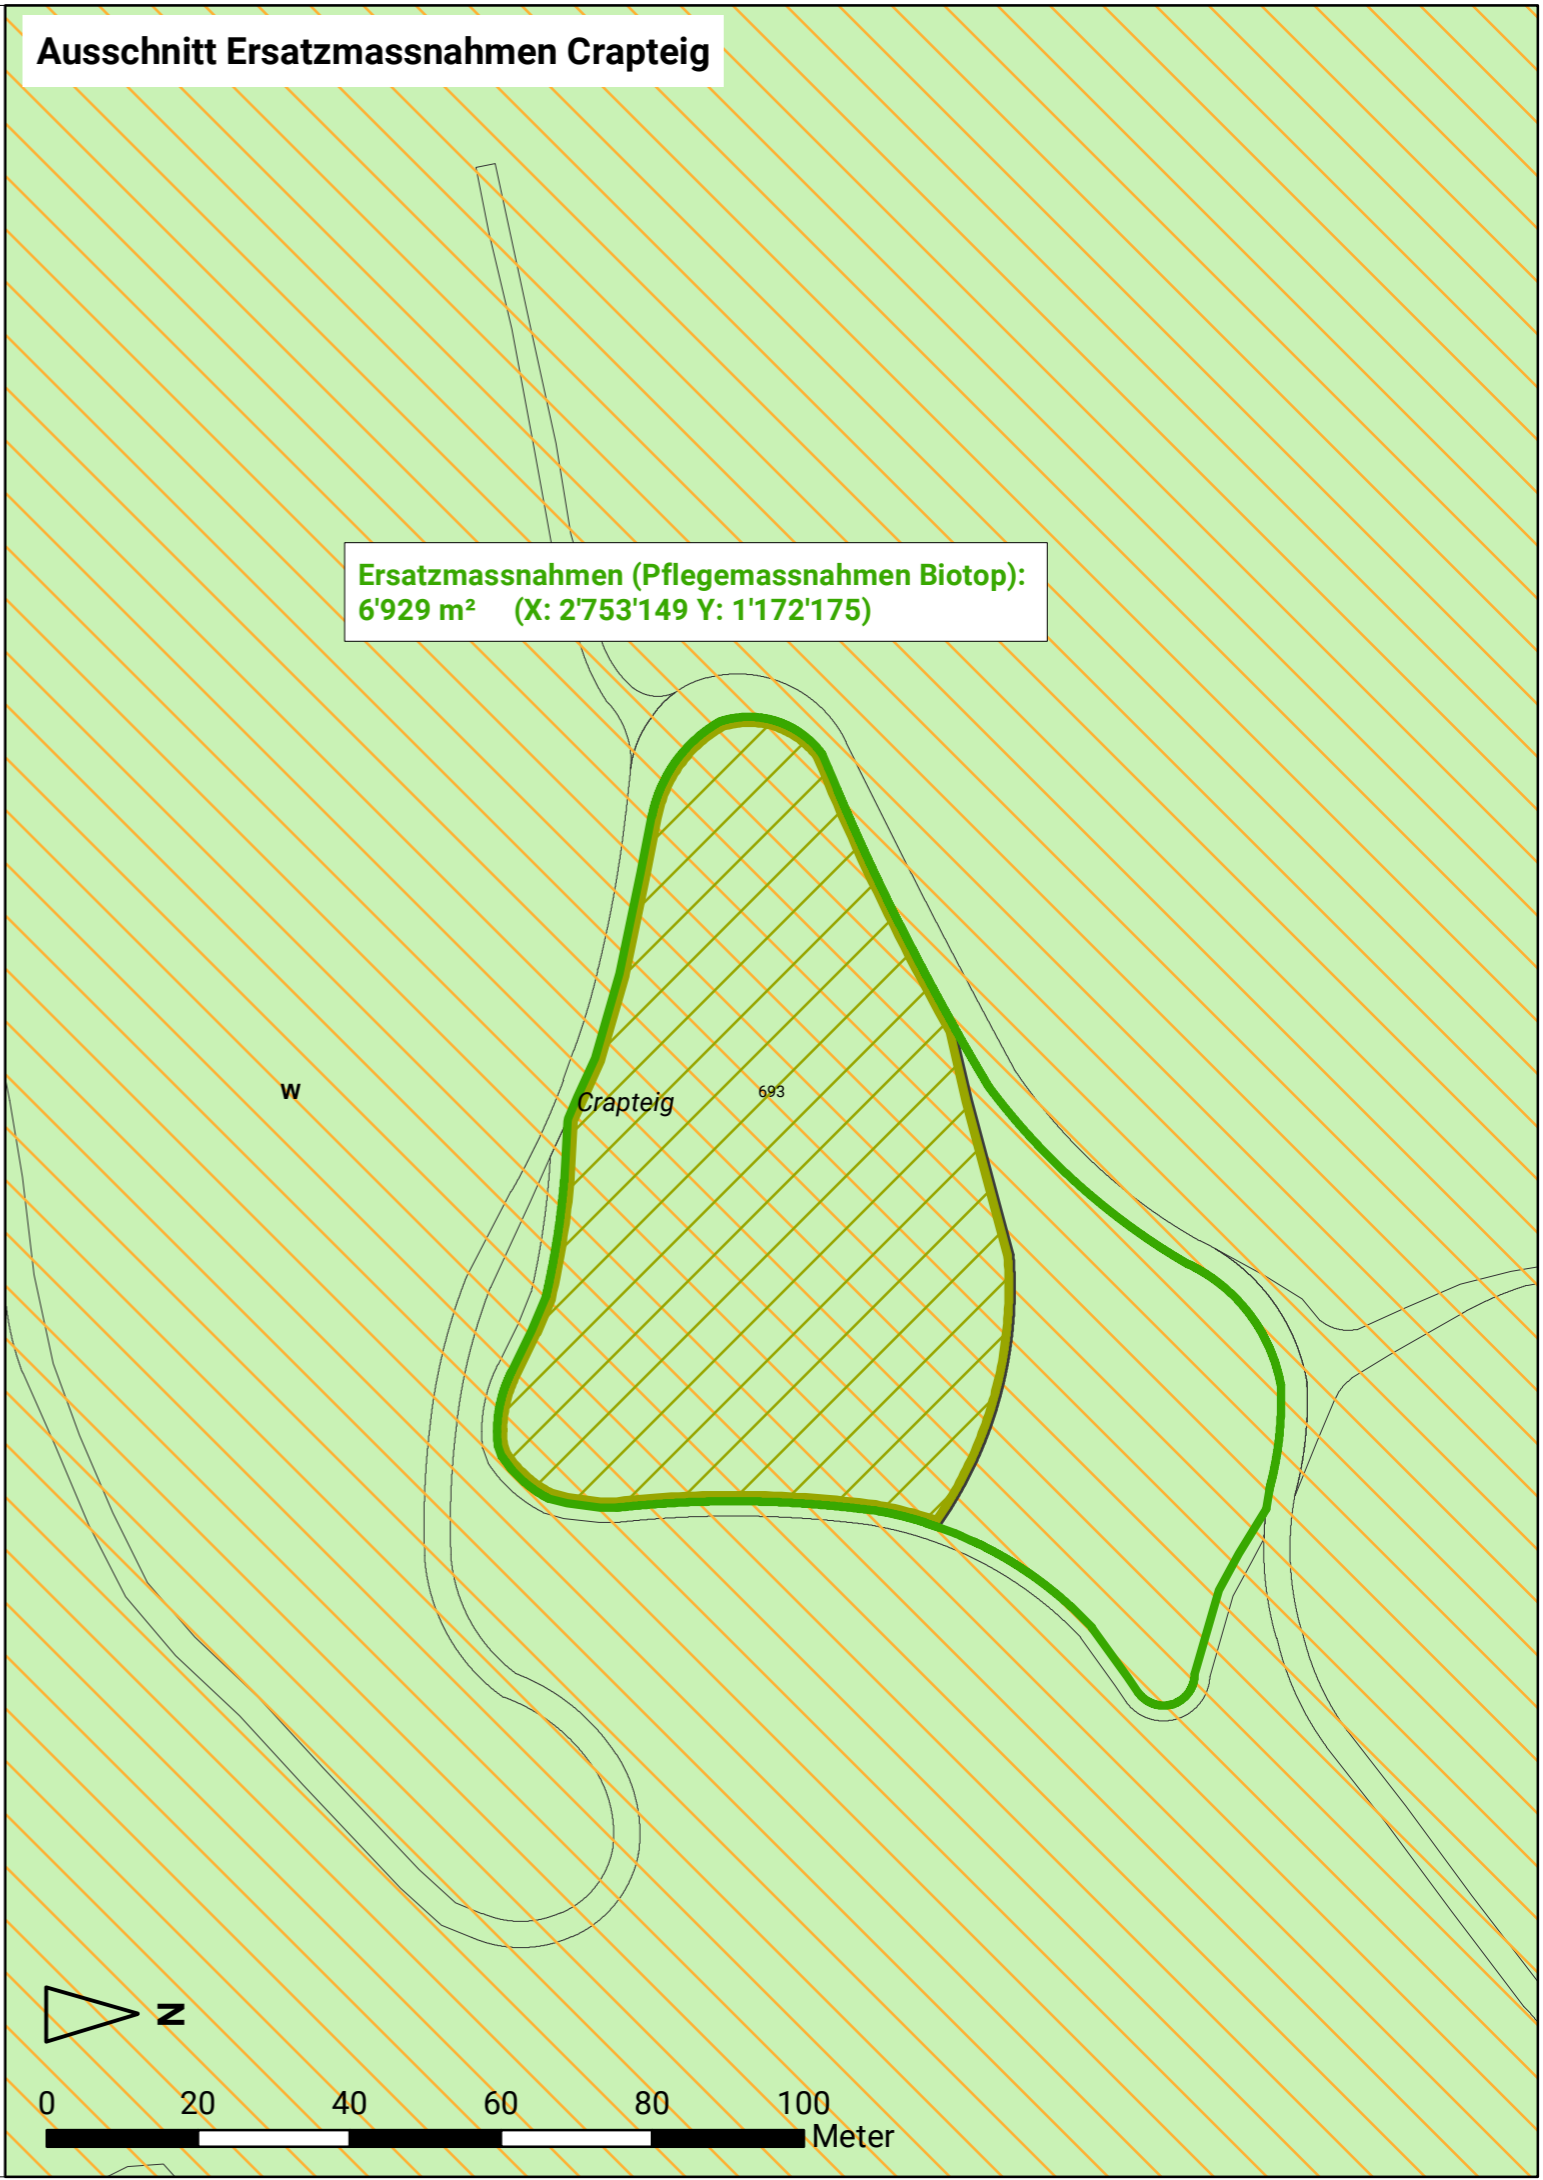 Ausschnitt Ersatzmassnahmen Crapteig
Ersatzmassnahmen (Pflegemassnahmen Biotop):
6'929 m² (X: 2'753'149 Y: 1'172'175)
W
Crapteig
693
N
0 20 40 60 80 100
Meter